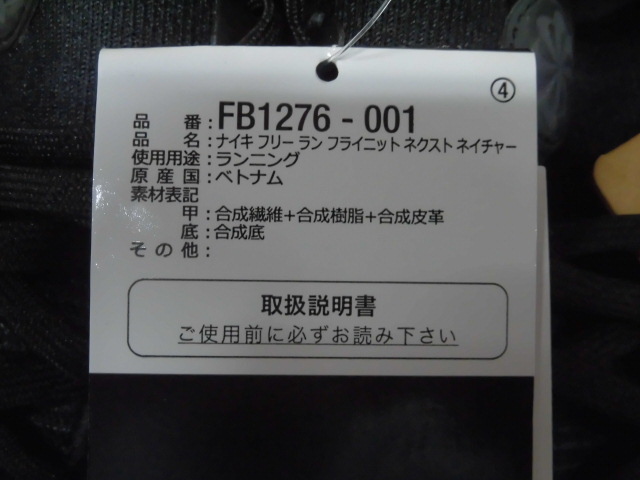 ④
品番:FB1276-001
品名:ナイキ フリー ラン フライニット ネクスト ネイチャー
使用用途:ランニング
原産国:ベトナム
素材表記
甲:合成繊維+合成樹脂+合成皮革
底:合成底
その他:
取扱説明書
ご使用前に必ずお読み下さい